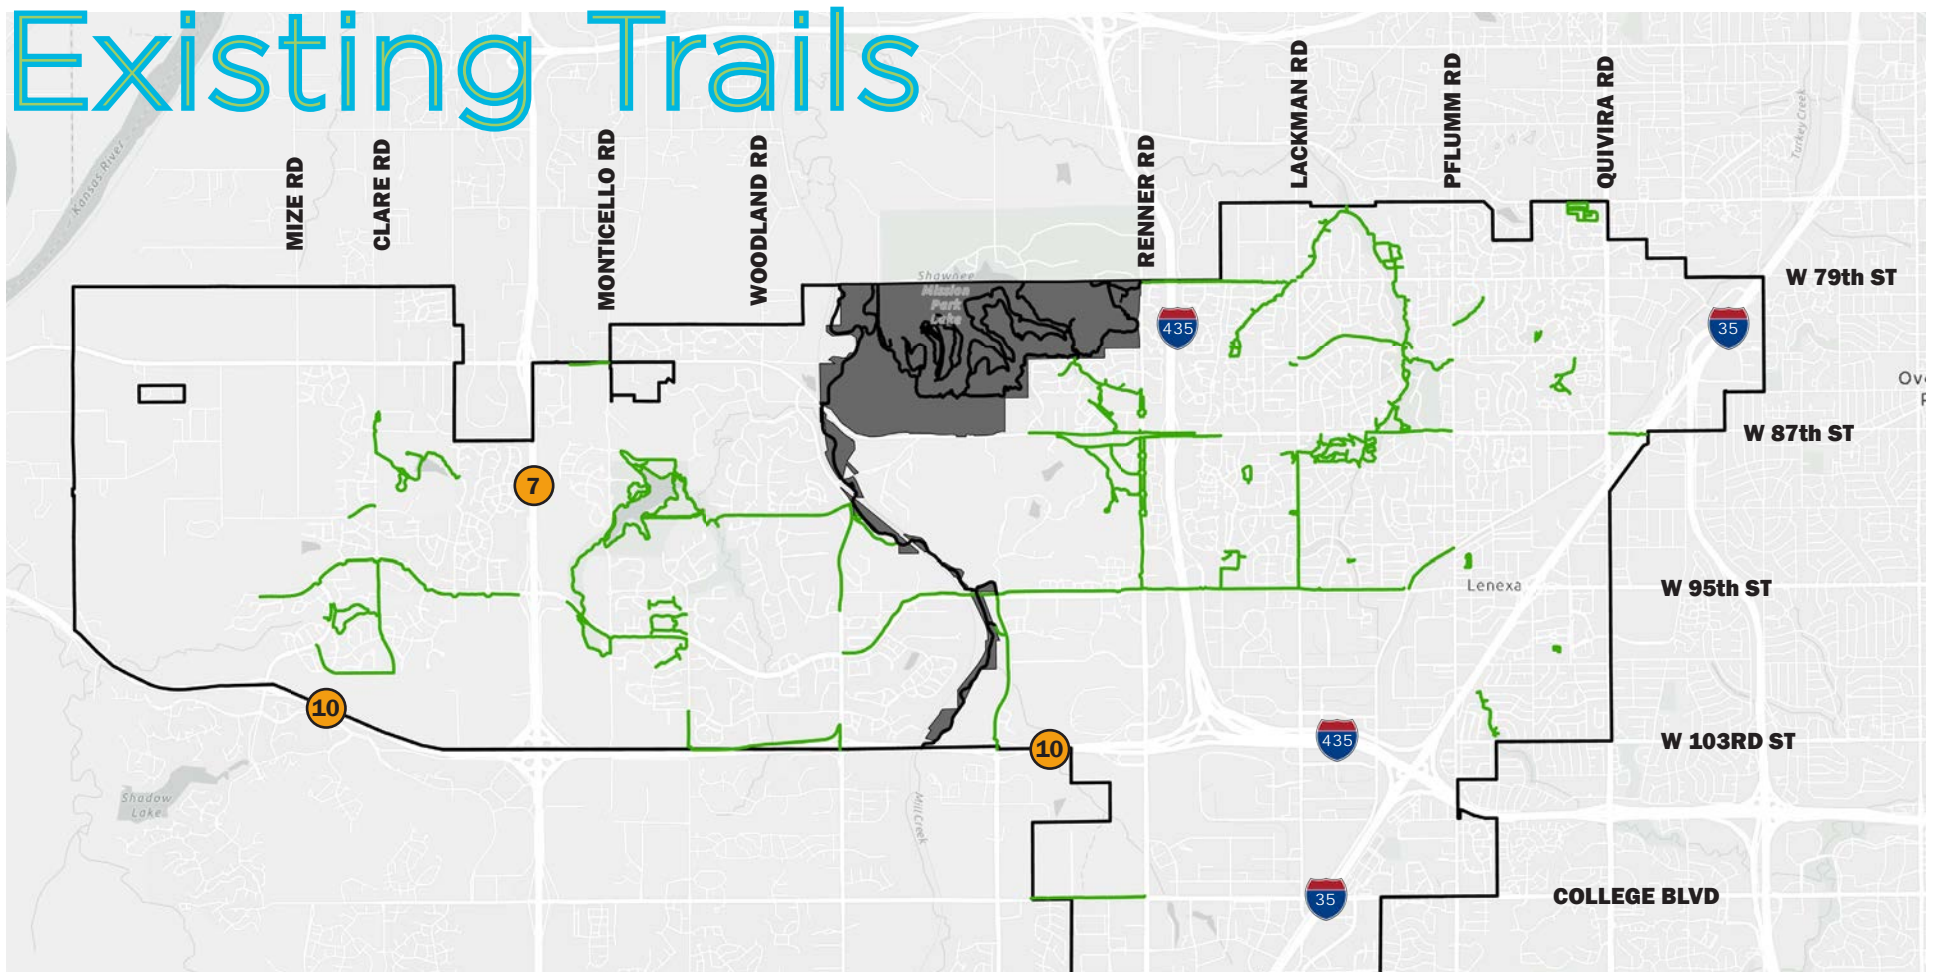 Existing Trails
Kansas River
MIZE RD
CLARE RD
MONTICELLO RD
WOODLAND RD
RENNER RD
LACKMAN RD
PFLUMM RD
QUIVIRA RD
Turkey Creek
Shawnee
Mission
Park
Lake
W 79th ST
435
35
Ov
W 87th ST
7
Lenexa
W 95th ST
10
10
435
W 103RD ST
Shadow
Lake
Mill Creek
35
COLLEGE BLVD